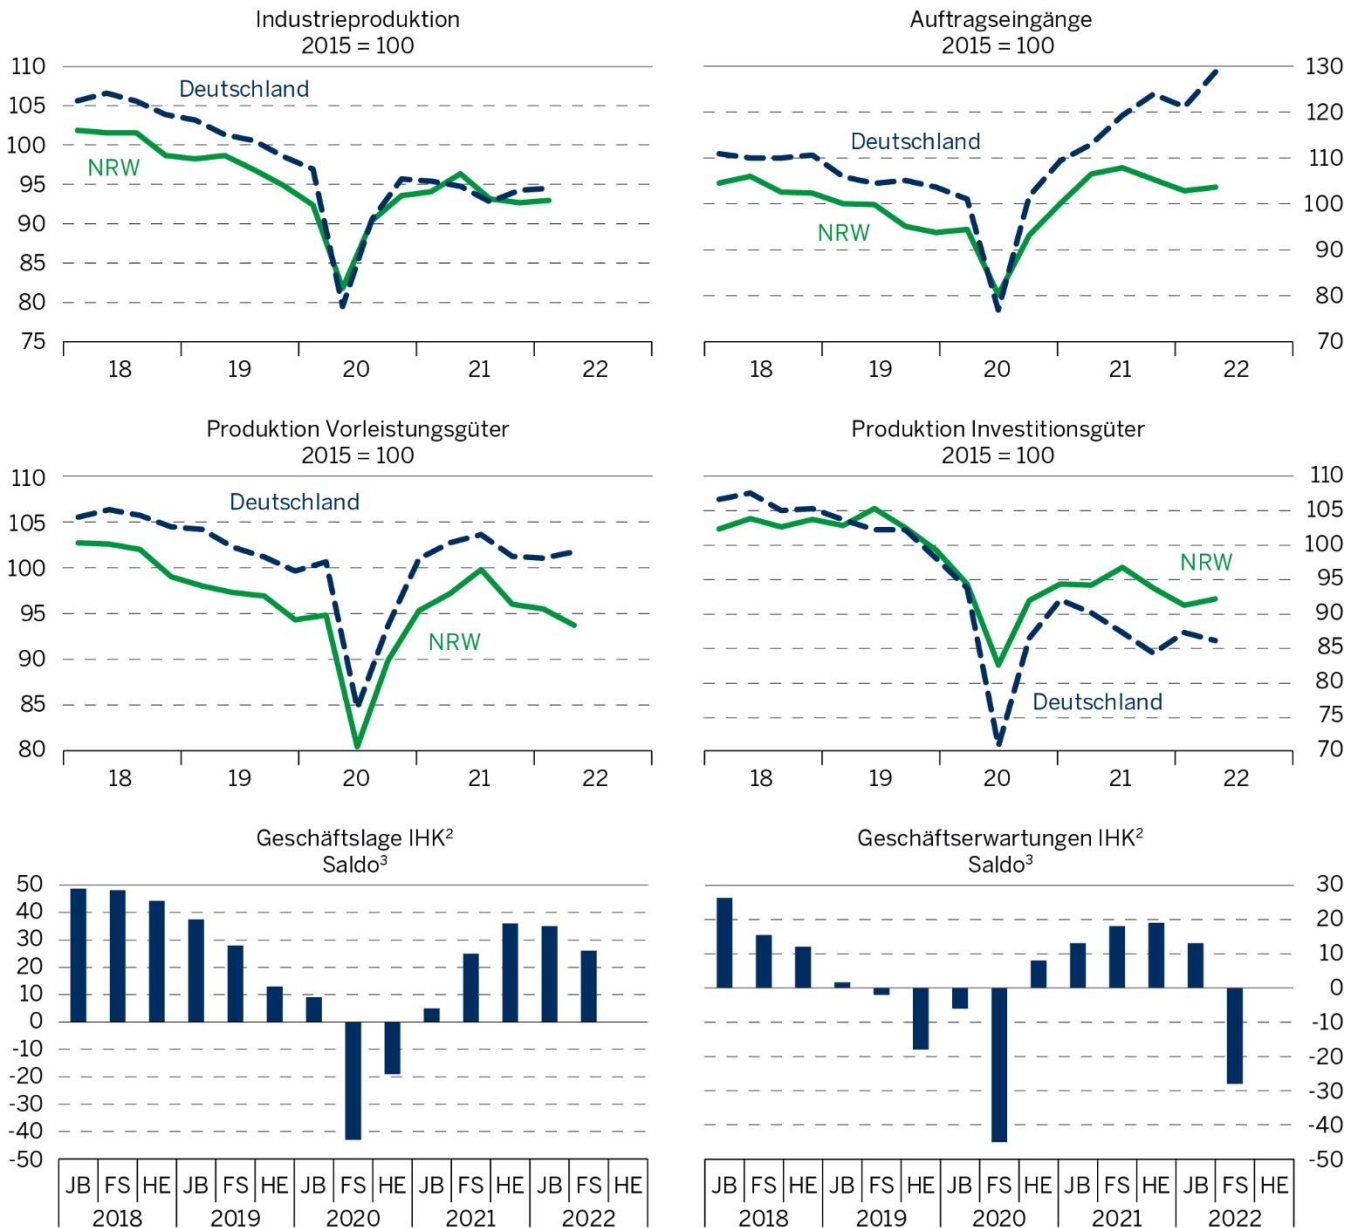 Industrieproduktion
2015 = 100
110
105
100
95
90
85
80
75
Deutschland
NRW
18 19 20 21 22
Auftragseingänge
2015 = 100
130
120
110
100
90
80
70
Deutschland
NRW
18 19 20 21 22
Produktion Vorleistungsgüter
2015 = 100
110
105
100
95
90
85
80
Deutschland
NRW
18 19 20 21 22
Produktion Investitionsgüter
2015 = 100
110
105
100
95
90
85
80
75
70
NRW
Deutschland
18 19 20 21 22
Geschäftslage IHK²
Saldo³
50
40
30
20
10
0
-10
-20
-30
-40
-50
JB FS HE JB FS HE JB FS HE JB FS HE JB FS HE
2018 2019 2020 2021 2022
Geschäftserwartungen IHK²
Saldo³
30
20
10
0
-10
-20
-30
-40
-50
JB FS HE JB FS HE JB FS HE JB FS HE JB FS HE
2018 2019 2020 2021 2022